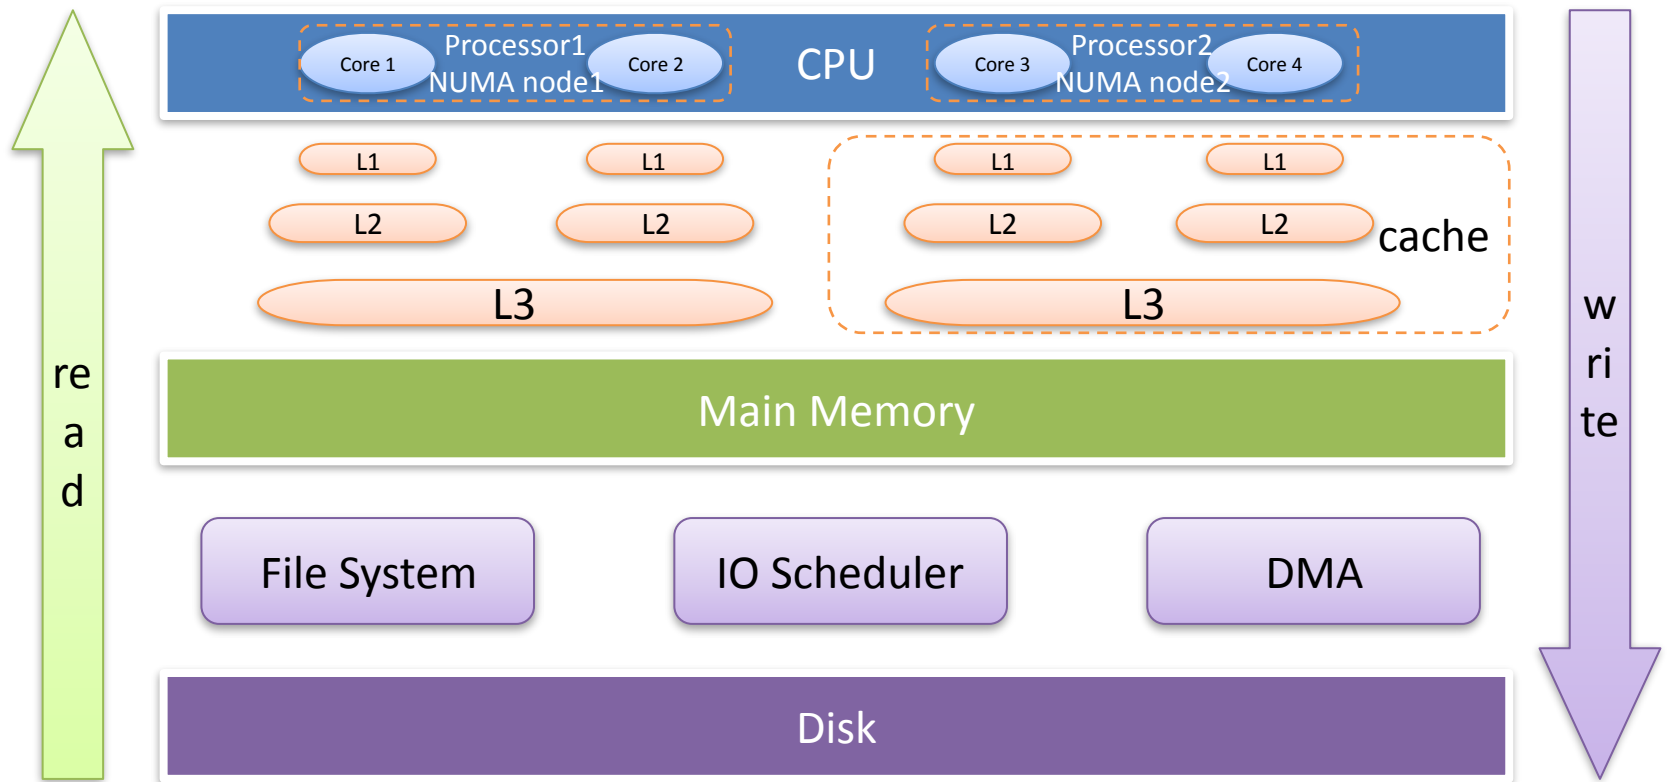 Processor1
NUMA node1
Core 1
Core 2
CPU
Processor2
NUMA node2
Core 3
Core 4
L1
L1
L1
L1
L2
L2
L2
L2
cache
L3
L3
re
a
d
w
ri
te
Main Memory
File System
IO Scheduler
DMA
Disk